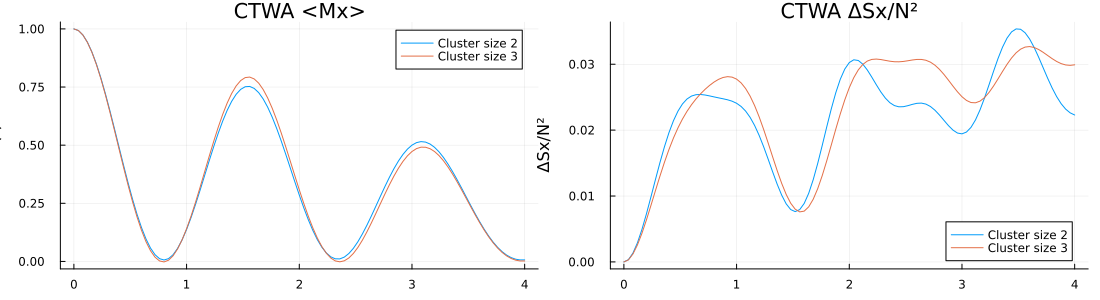 CTWA <Mx>
1.00
0.75
0.50
0.25
0.00
0
1
2
3
4
Cluster size 2
Cluster size 3
CTWA ΔSx/N²
ΔSx/N²
0.03
0.02
0.01
0.00
0
1
2
3
4
Cluster size 2
Cluster size 3